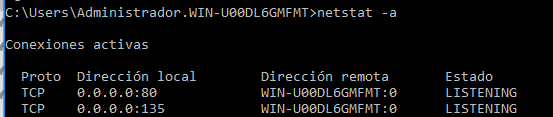 C:\Users\Administrador.WIN-U00DL6GMFMT>netstat -a
Conexiones activas
Proto Dirección local Dirección remota Estado
TCP 0.0.0.0:80 WIN-U00DL6GMFMT:0 LISTENING
TCP 0.0.0.0:135 WIN-U00DL6GMFMT:0 LISTENING